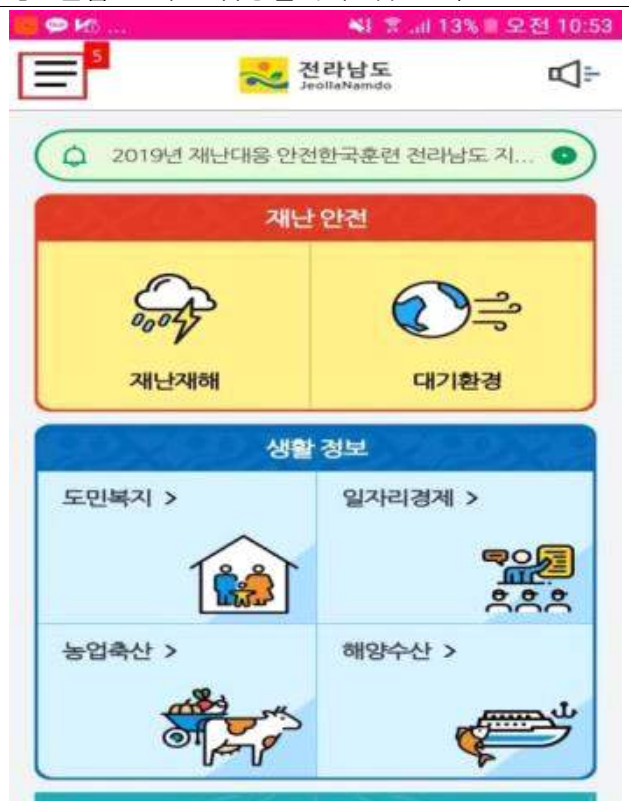 13% 오전 10:53
5
전라남도
JeollaNamdo
2019년 재난대응 안전한국훈련 전라남도 지...
재난 안전
재난재해 대기환경
생활 정보
도민복지 > 일자리경제 >
농업축산 > 해양수산 >